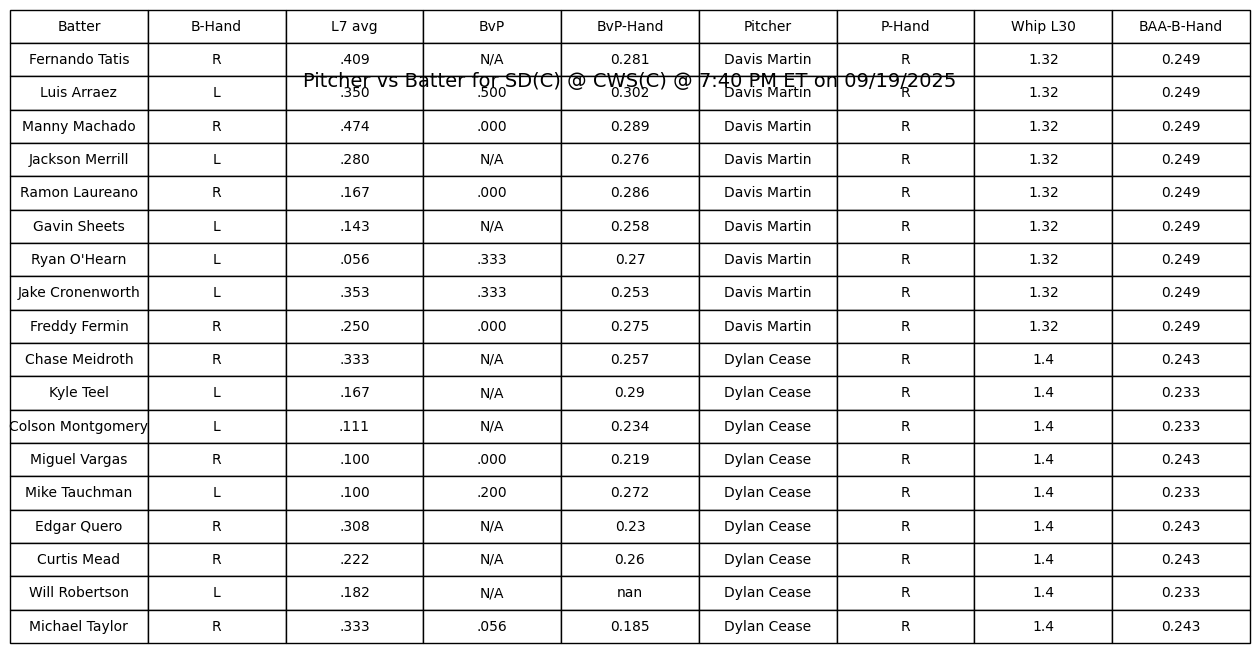 Batter B-Hand L7 avg BvP BvP-Hand Pitcher P-Hand Whip L30 BAA-B-Hand
Fernando Tatis R .409 N/A 0.281 Davis Martin R 1.32 0.249
Pitcher vs Batter for SD(C) @ CWS(C) @ 7:40 PM ET on 09/19/2025
Luis Arraez L .350 .500 0.302 Davis Martin R 1.32 0.249
Manny Machado R .474 .000 0.289 Davis Martin R 1.32 0.249
Jackson Merrill L .280 N/A 0.276 Davis Martin R 1.32 0.249
Ramon Laureano R .167 .000 0.286 Davis Martin R 1.32 0.249
Gavin Sheets L .143 N/A 0.258 Davis Martin R 1.32 0.249
Ryan O'Hearn L .056 .333 0.27 Davis Martin R 1.32 0.249
Jake Cronenworth L .353 .333 0.253 Davis Martin R 1.32 0.249
Freddy Fermin R .250 .000 0.275 Davis Martin R 1.32 0.249
Chase Meidroth R .333 N/A 0.257 Dylan Cease R 1.4 0.243
Kyle Teel L .167 N/A 0.29 Dylan Cease R 1.4 0.233
Colson Montgomery L .111 N/A 0.234 Dylan Cease R 1.4 0.233
Miguel Vargas R .100 .000 0.219 Dylan Cease R 1.4 0.243
Mike Tauchman L .100 .200 0.272 Dylan Cease R 1.4 0.233
Edgar Quero R .308 N/A 0.23 Dylan Cease R 1.4 0.243
Curtis Mead R .222 N/A 0.26 Dylan Cease R 1.4 0.243
Will Robertson L .182 N/A nan Dylan Cease R 1.4 0.233
Michael Taylor R .333 .056 0.185 Dylan Cease R 1.4 0.243